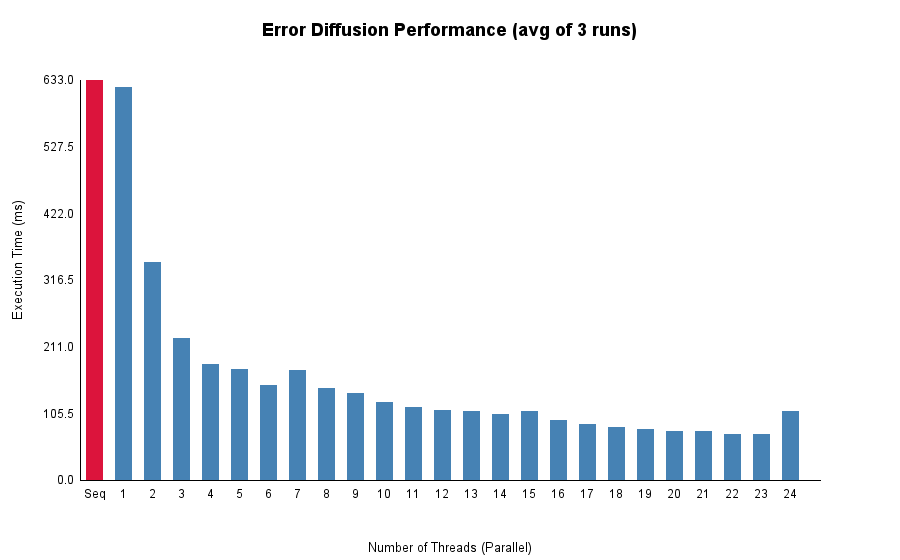 Error Diffusion Performance (avg of 3 runs)
633.0
527.5
422.0
316.5
211.0
105.5
0.0
Execution Time (ms)
Seq 1 2 3 4 5 6 7 8 9 10 11 12 13 14 15 16 17 18 19 20 21 22 23 24
Number of Threads (Parallel)